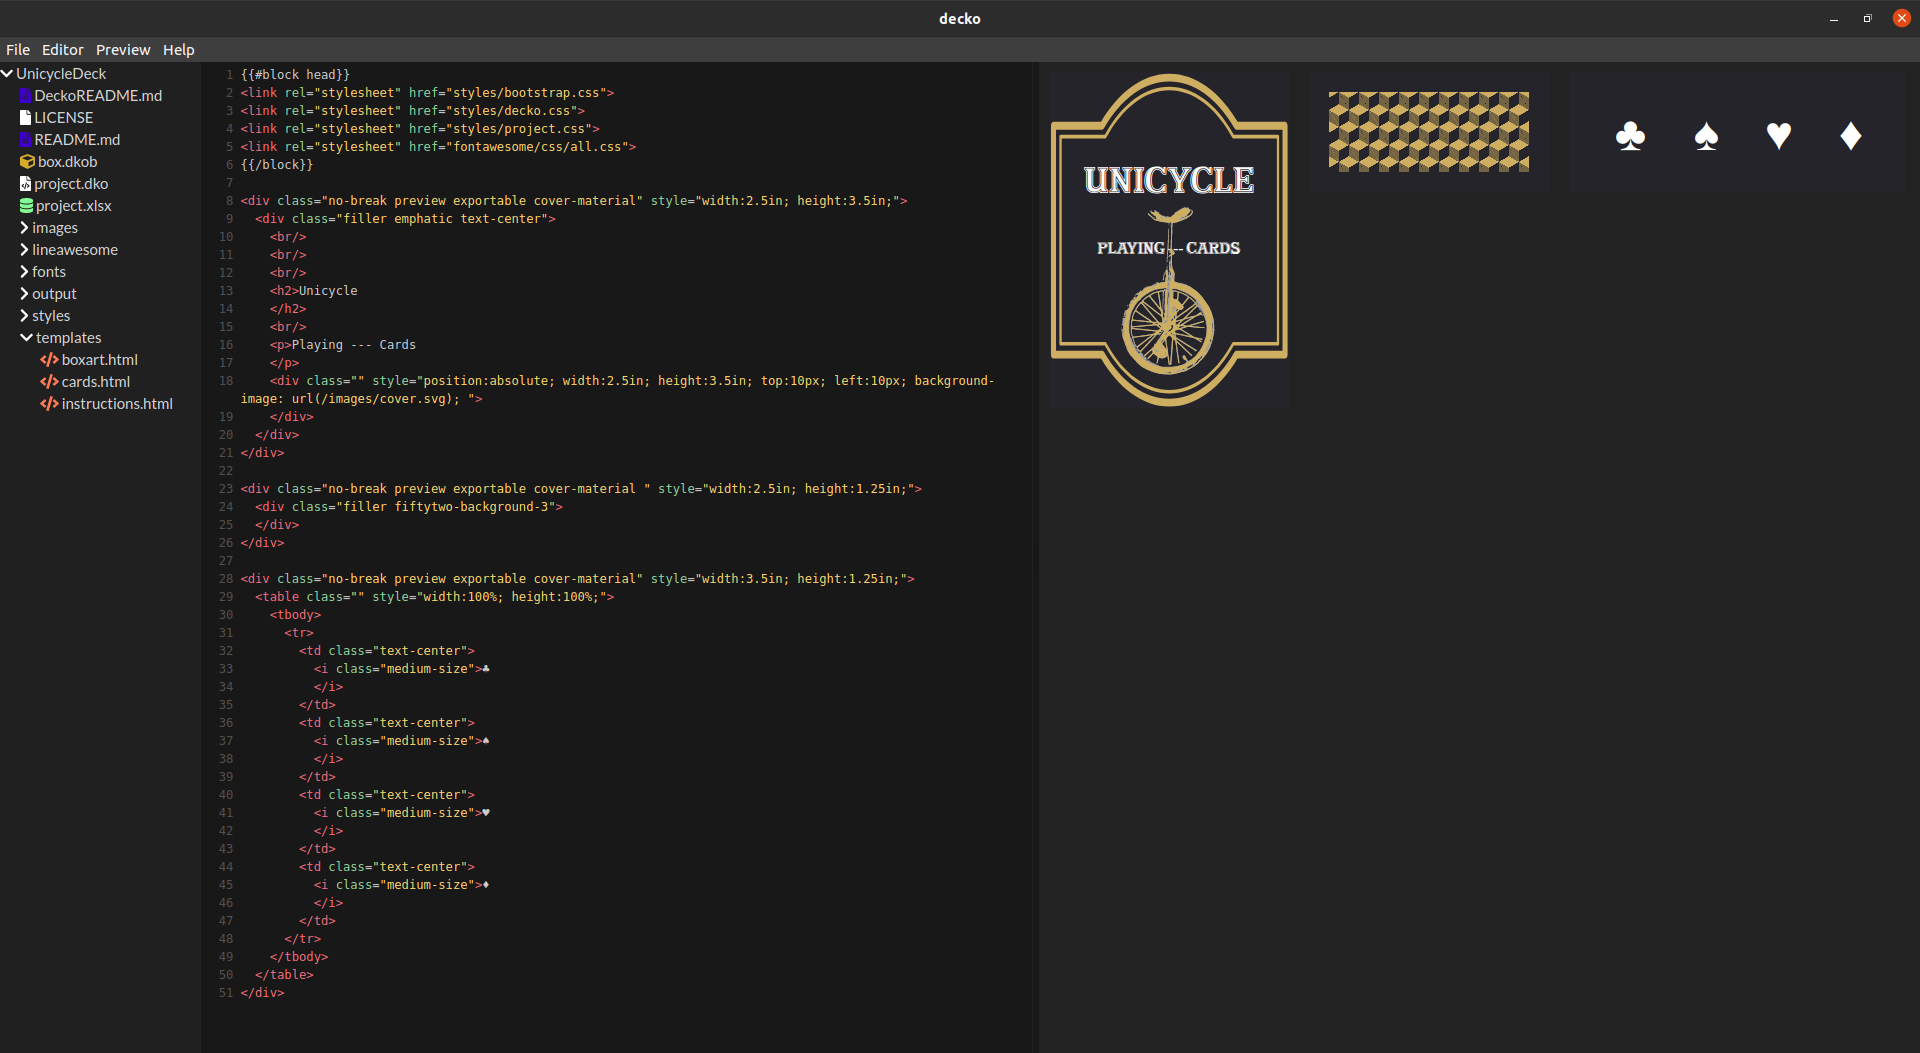 decko
File Editor Preview Help
UnicycleDeck
DeckoREADME.md
LICENSE
README.md
box.dkob
project.dko
project.xlsx
images
lineawesome
fonts
output
styles
templates
boxart.html
cards.html
instructions.html
1 {{#block head}}
2 <link rel="stylesheet" href="styles/bootstrap.css">
3 <link rel="stylesheet" href="styles/decko.css">
4 <link rel="stylesheet" href="styles/project.css">
5 <link rel="stylesheet" href="fontawesome/css/all.css">
6 {{/block}}
7
8 <div class="no-break preview exportable cover-material" style="width:2.5in; height:3.5in;">
9 <div class="filler emphatic text-center">
10 <br/>
11 <br/>
12 <br/>
13 <h2>Unicycle
14 </h2>
15 <br/>
16 <p>Playing --- Cards
17 </p>
18 <div class="" style="position:absolute; width:2.5in; height:3.5in; top:10px; left:10px; background-
image: url(/images/cover.svg); ">
19 </div>
20 </div>
21 </div>
22
23 <div class="no-break preview exportable cover-material " style="width:2.5in; height:1.25in;">
24 <div class="filler fiftytwo-background-3">
25 </div>
26 </div>
27
28 <div class="no-break preview exportable cover-material" style="width:3.5in; height:1.25in;">
29 <table class="" style="width:100%; height:100%;">
30 <tbody>
31 <tr>
32 <td class="text-center">
33 <i class="medium-size">♣
34 </i>
35 </td>
36 <td class="text-center">
37 <i class="medium-size">♠
38 </i>
39 </td>
40 <td class="text-center">
41 <i class="medium-size">♥
42 </i>
43 </td>
44 <td class="text-center">
45 <i class="medium-size">♦
46 </i>
47 </td>
48 </tr>
49 </tbody>
50 </table>
51 </div>
UNICYCLE
PLAYING --- CARDS
♣ ♠ ♥ ♦